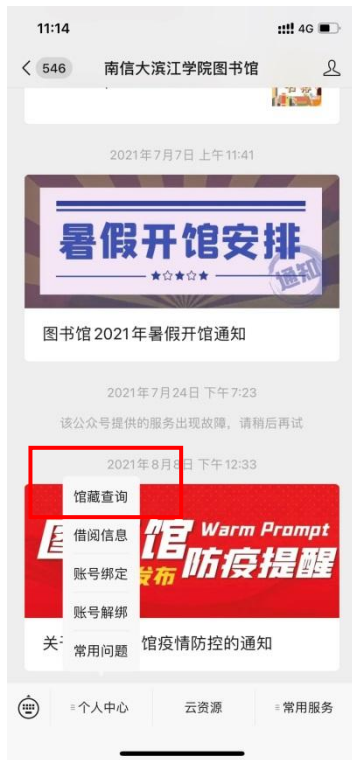 11:14
4G
546
南信大滨江学院图书馆
2021年7月7日 上午11:41
暑假开馆安排
通知
图书馆2021年暑假开馆通知
2021年7月24日 下午7:23
该公众号提供的服务出现故障，请稍后再试
2021年8月8日 下午12:33
馆藏查询
借阅信息
账号绑定
账号解绑
常用问题
图
馆
Warm Prompt
发布
防疫提醒
关于
馆疫情防控的通知
个人中心
云资源
常用服务